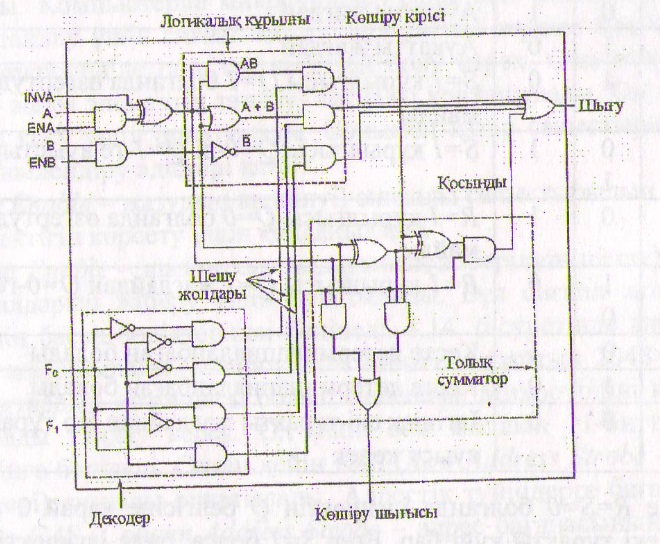 Логикалық құрылғы
Көшіру кірісі
INVA
A
ENA
B
ENB
AB
A + B
B̅
Шығу
Қосынды
Шешу
жолдары
F₀
F₁
Толық
сумматор
Декодер
Көшіру шығысы